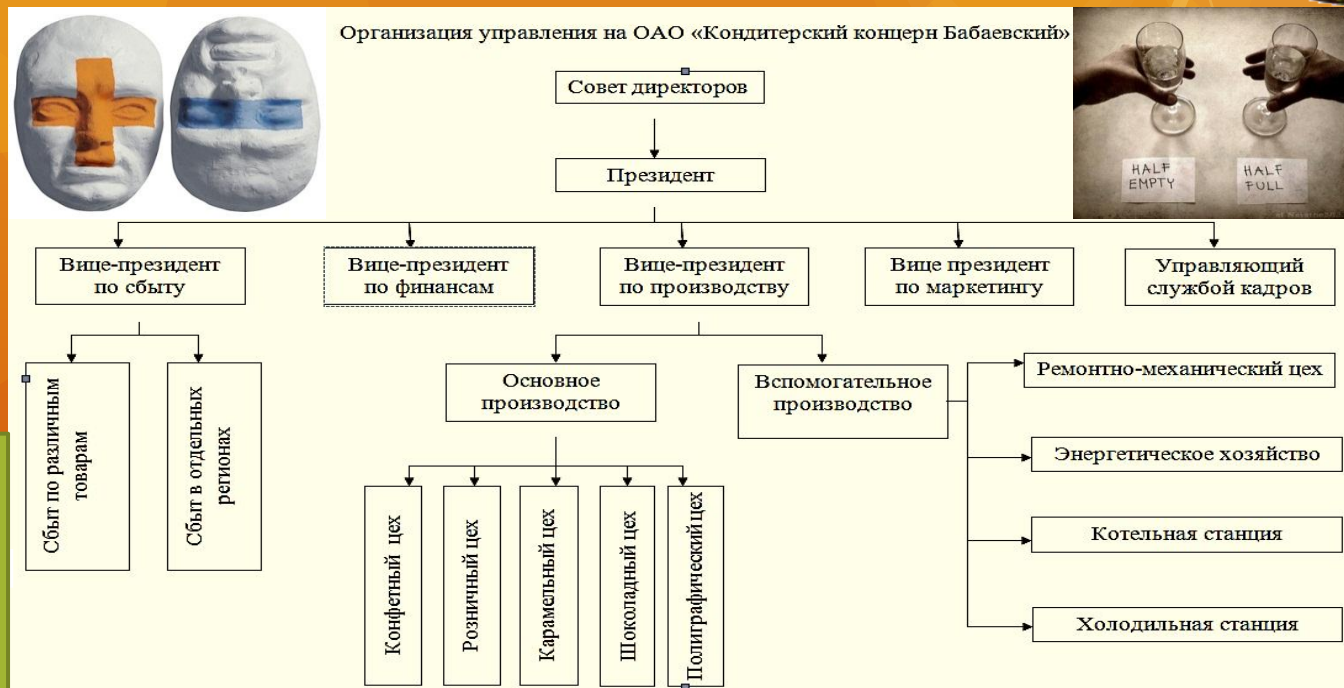 Организация управления на ОАО «Кондитерский концерн Бабаевский»
Совет директоров
Президент
HALF
EMPTY
HALF
FULL
Вице-президент
по сбыту
Вице-президент
по финансам
Вице-президент
по производству
Вице президент
по маркетингу
Управляющий
службой кадров
Сбыт по различным
товарам
Сбыт в отдельных
регионах
Основное
производство
Вспомогательное
производство
Ремонтно-механический цех
Энергетическое хозяйство
Котельная станция
Холодильная станция
Конфетный цех
Розничный цех
Карамельный цех
Шоколадный цех
Полиграфический цех